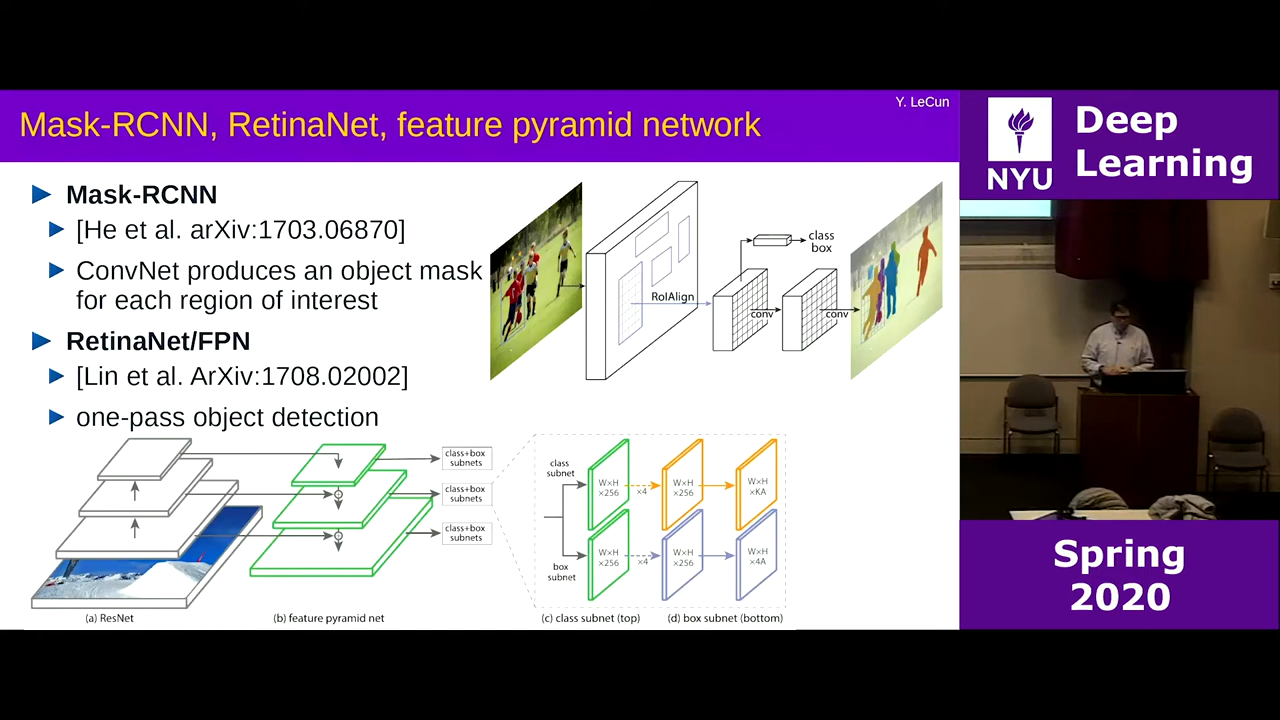 Y. LeCun
Mask-RCNN, RetinaNet, feature pyramid network
Mask-RCNN
[He et al. arXiv:1703.06870]
ConvNet produces an object mask
for each region of interest
RetinaNet/FPN
[Lin et al. ArXiv:1708.02002]
one-pass object detection
RoIAlign
class
box
conv
conv
class+box
subnets
class+box
subnets
class+box
subnets
class
subnet
W×H
×256
×4
W×H
×256
W×H
×KA
box
subnet
W×H
×256
×4
W×H
×256
W×H
×4A
(a) ResNet
(b) feature pyramid net
(c) class subnet (top)
(d) box subnet (bottom)
NYU
Deep
Learning
Spring
2020